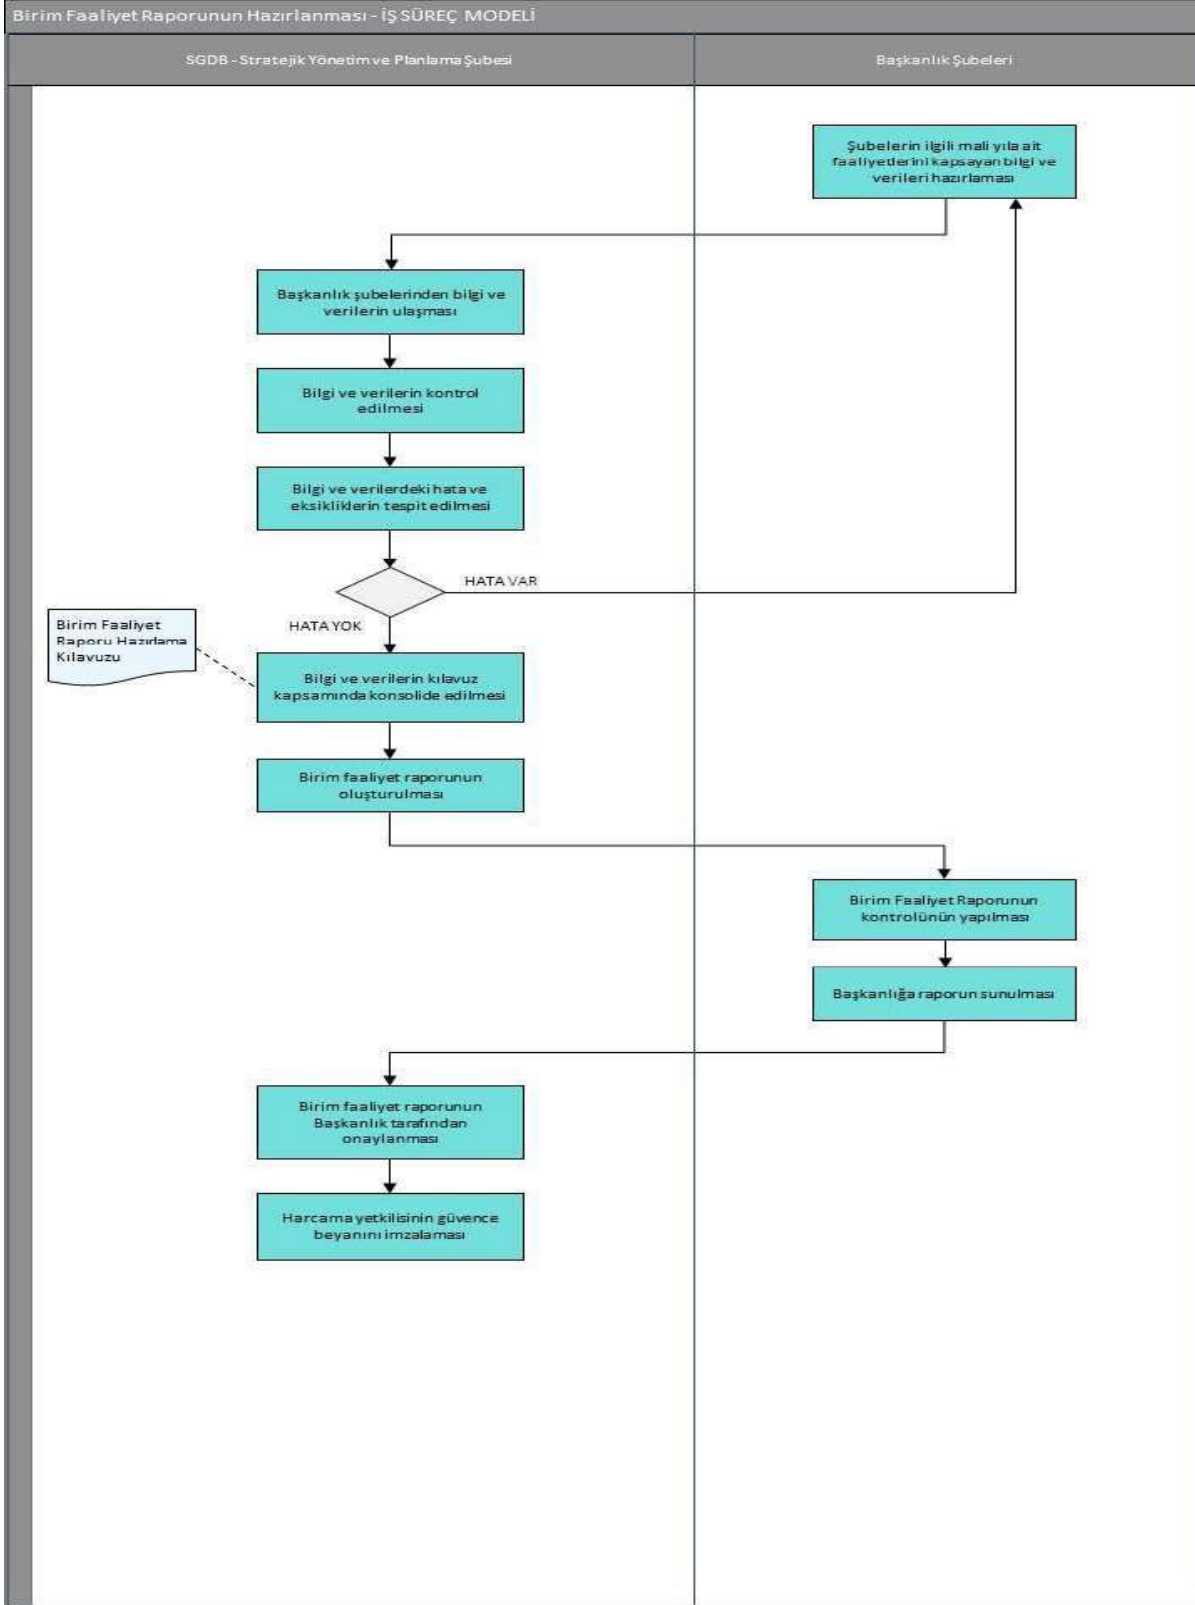 Birim Faaliyet Raporunun Hazırlanması - İŞ SÜREÇ MODELİ
SGDB - Stratejik Yönetim ve Planlama Şubesi
Başkanlık Şubeleri
Şubelerin ilgili mali yıla ait
faaliyetlerini kapsayan bilgi ve
verileri hazırlaması
Başkanlık şubelerinden bilgi ve
verilerin ulaşması
Bilgi ve verilerin kontrol
edilmesi
Bilgi ve verilerdeki hata ve
eksikliklerin tespit edilmesi
HATA VAR
HATA YOK
Birim Faaliyet
Raporu Hazırlama
Kılavuzu
Bilgi ve verilerin kılavuz
kapsamında konsolide edilmesi
Birim faaliyet raporunun
oluşturulması
Birim Faaliyet Raporunun
kontrolünün yapılması
Başkanlığa raporun sunulması
Birim faaliyet raporunun
Başkanlık tarafından
onaylanması
Harcama yetkilisinin güvence
beyanını imzalaması